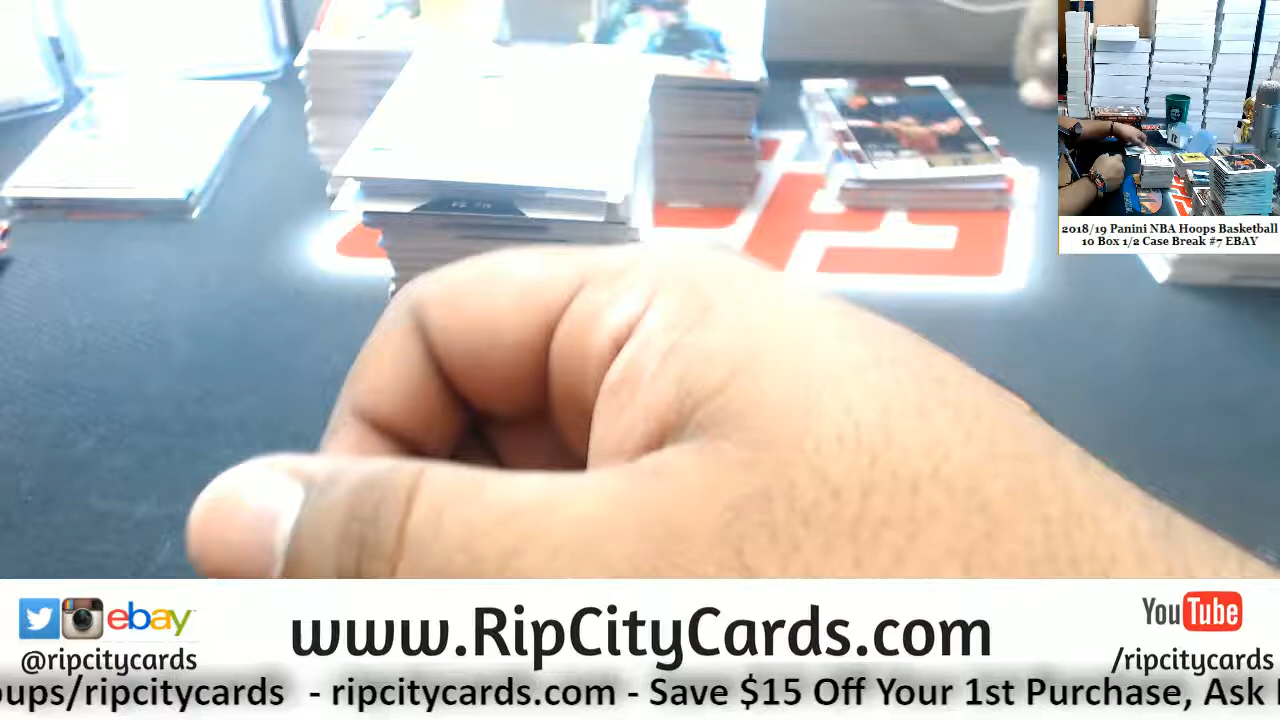 2018/19 Panini NBA Hoops Basketball
10 Box 1/2 Case Break #7 EBAY
ebay
www.RipCityCards.com
YouTube
@ripcitycards
/ripcitycards
oups/ripcitycards - ripcitycards.com - Save $15 Off Your 1st Purchase, Ask